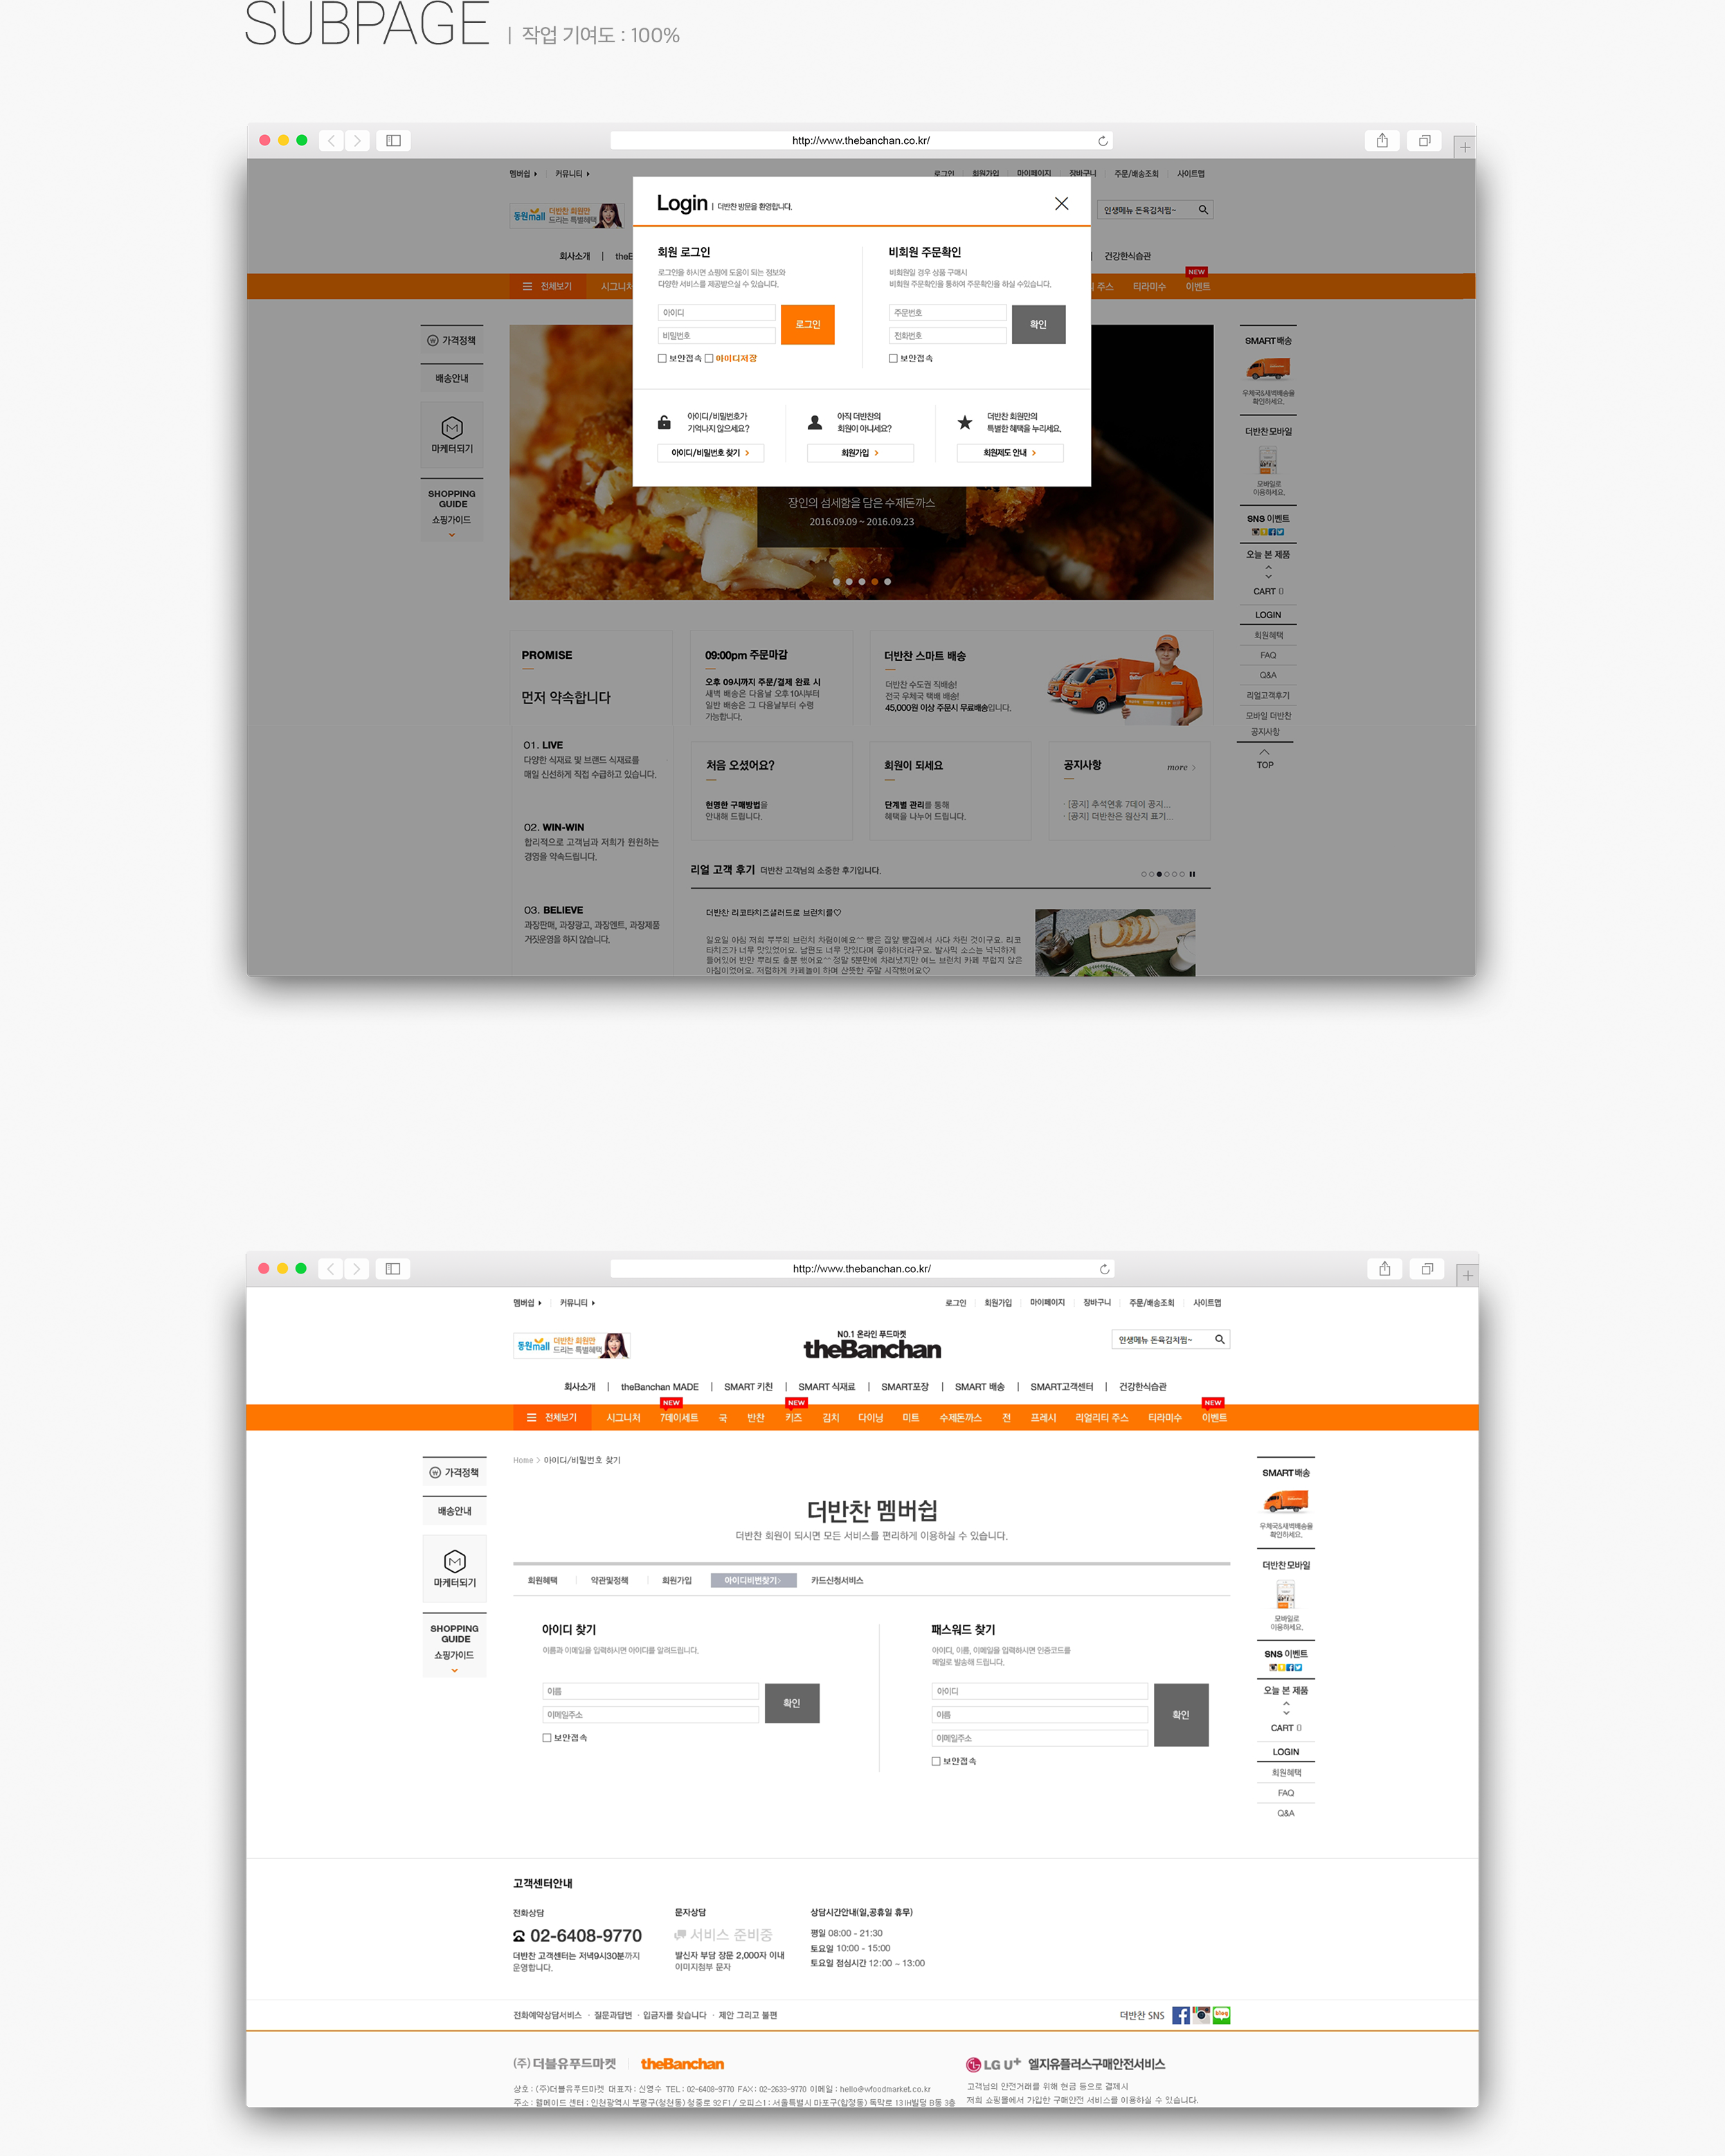 SUBPAGE | 작업 기여도 : 100%
http://www.thebanchan.co.kr/
멤버쉽 커뮤니티 로그인 회원가입 마이페이지 장바구니 주문/배송조회 사이트맵
동원mall 더반찬 회원만
드리는 특별혜택
인생메뉴 돈육김치찜~
회사소개 | theB 건강한식습관
NEW
전체보기 시그니처 주스 티라미수 이벤트
Login | 더반찬 방문을 환영합니다.
회원 로그인
로그인을 하시면 쇼핑에 도움이 되는 정보와
다양한 서비스를 제공받으실 수 있습니다.
아이디
비밀번호
로그인
보안접속 아이디저장
비회원 주문확인
비회원일 경우 상품 구매시
비회원 주문확인을 통하여 주문확인을 하실 수있습니다.
주문번호
전화번호
확인
보안접속
아이디/비밀번호가
기억나지 않으세요?
아이디/비밀번호 찾기 >
아직 더반찬의
회원이 아니세요?
회원가입 >
더반찬 회원만의
특별한 혜택을 누리세요.
회원제도 안내 >
가격정책
배송안내
M
마케터되기
SHOPPING
GUIDE
쇼핑가이드
장인의 섬세함을 담은 수제돈까스
2016.09.09 ~ 2016.09.23
SMART 배송
우체국&새벽배송을
확인하세요.
더반찬 모바일
모바일로
이용하세요.
SNS 이벤트
오늘 본 제품
CART ()
LOGIN
회원혜택
FAQ
Q&A
리얼고객후기
모바일 더반찬
공지사항
TOP
PROMISE
먼저 약속합니다
01. LIVE
다양한 식재료 및 브랜드 식재료를
매일 신선하게 직접 수급하고 있습니다.
02. WIN-WIN
합리적으로 고객님과 저희가 윈윈하는
경영을 약속드립니다.
03. BELIEVE
과장판매, 과장광고, 과장멘트, 과장제품
거짓운영을 하지 않습니다.
09:00pm 주문마감
오후 09시까지 주문/결제 완료 시
새벽 배송은 다음날 오후 10시부터
일반 배송은 그 다음날부터 수령
가능합니다.
더반찬 스마트 배송
더반찬 수도권 직배송!
전국 우체국 택배 배송!
45,000원 이상 주문시 무료배송입니다.
처음 오셨어요?
현명한 구매방법을
안내해 드립니다.
회원이 되세요
단계별 관리를 통해
혜택을 나누어 드립니다.
공지사항 more >
· [공지] 추석연휴 7데이 공지...
· [공지] 더반찬은 원산지 표기...
리얼 고객 후기 더반찬 고객님의 소중한 후기입니다.
더반찬 리코타치즈샐러드로 브런치를♡
일요일 아침 저희 부부의 브런치 차림이예요^^ 빵은 집앞 빵집에서 사다 차린 것이구요. 리코
타치즈가 너무 맛있었어요. 남편도 너무 맛있다며 좋아하더라구요. 발사믹 소스는 넉넉하게
들어있어 반만 뿌려도 충분 했어요^^ 정말 5분만에 차려냈지만 여느 브런치 카페 부럽지 않은
아침이었어요. 저렴하게 카페놀이 하며 산뜻한 주말 시작했어요♡
http://www.thebanchan.co.kr/
멤버쉽 커뮤니티 로그인 회원가입 마이페이지 장바구니 주문/배송조회 사이트맵
동원mall 더반찬 회원만
드리는 특별혜택
NO.1 온라인 푸드마켓
theBanchan
인생메뉴 돈육김치찜~
회사소개 | theBanchan MADE | SMART 키친 | SMART 식재료 | SMART포장 | SMART 배송 | SMART고객센터 | 건강한식습관
NEW NEW NEW
전체보기 시그니처 7데이세트 국 반찬 키즈 김치 다이닝 미트 수제돈까스 전 프레시 리얼리티 주스 티라미수 이벤트
가격정책
배송안내
M
마케터되기
SHOPPING
GUIDE
쇼핑가이드
Home > 아이디/비밀번호 찾기
더반찬 멤버쉽
더반찬 회원이 되시면 모든 서비스를 편리하게 이용하실 수 있습니다.
회원혜택 약관및정책 회원가입 아이디비번찾기> 카드신청서비스
아이디 찾기
이름과 이메일을 입력하시면 아이디를 알려드립니다.
이름
이메일주소
확인
보안접속
패스워드 찾기
아이디, 이름, 이메일을 입력하시면 인증코드를
메일로 발송해 드립니다.
아이디
이름
이메일주소
확인
보안접속
SMART 배송
우체국&새벽배송을
확인하세요.
더반찬 모바일
모바일로
이용하세요.
SNS 이벤트
오늘 본 제품
CART ()
LOGIN
회원혜택
FAQ
Q&A
고객센터안내
전화상담
02-6408-9770
더반찬 고객센터는 저녁9시30분까지
운영합니다.
문자상담
서비스 준비중
발신자 부담 장문 2,000자 이내
이미지첨부 문자
상담시간안내(일,공휴일 휴무)
평일 08:00 - 21:30
토요일 10:00 - 15:00
토요일 점심시간 12:00 ~ 13:00
전화예약상담서비스 · 질문과답변 · 입금자를 찾습니다 · 제안 그리고 불편
더반찬 SNS blog
(주)더블유푸드마켓 theBanchan
상호 : (주)더블유푸드마켓 대표자 : 신영수 TEL : 02-6408-9770 FAX : 02-2633-9770 이메일 : hello@wfoodmarket.co.kr
주소 : 웰메이드 센터 : 인천광역시 부평구(청천동) 청중로 92 F1 / 오피스1 : 서울특별시 마포구(합정동) 독막로 13 IH빌딩 B동 3층
LG U+ 엘지유플러스구매안전서비스
고객님의 안전거래를 위해 현금 등으로 결제시
저희 쇼핑몰에서 가입한 구매안전 서비스를 이용하실 수 있습니다.